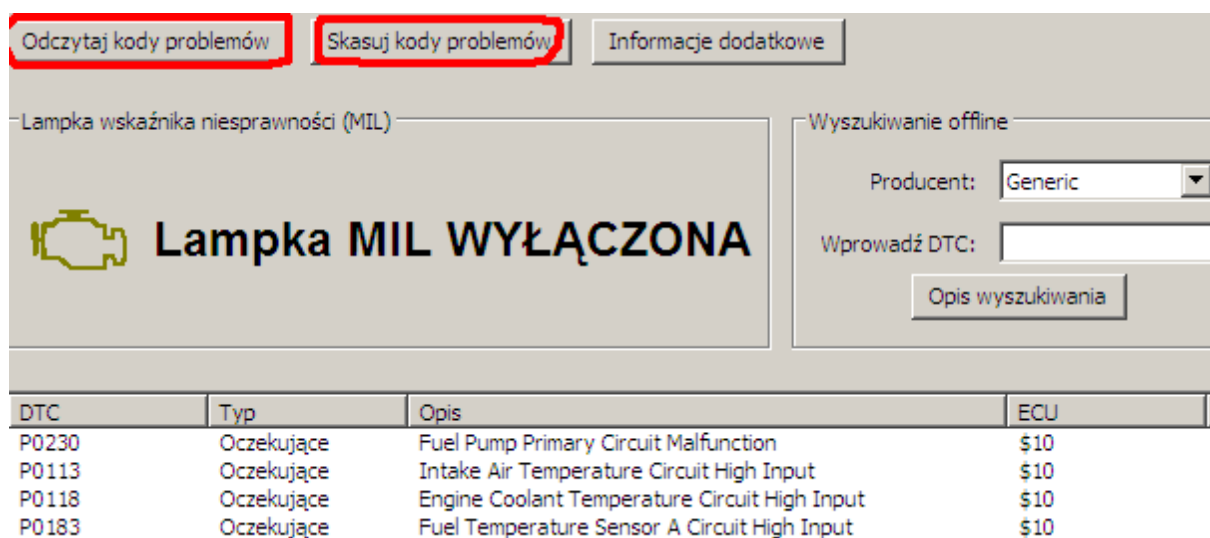 Odczytaj kody problemów Skasuj kody problemów Informacje dodatkowe
Lampka wskaźnika niesprawności (MIL) Wyszukiwanie offline
Producent: Generic
Lampka MIL WYŁĄCZONA Wprowadź DTC:
Opis wyszukiwania
DTC Typ Opis ECU
P0230 Oczekujące Fuel Pump Primary Circuit Malfunction $10
P0113 Oczekujące Intake Air Temperature Circuit High Input $10
P0118 Oczekujące Engine Coolant Temperature Circuit High Input $10
P0183 Oczekujące Fuel Temperature Sensor A Circuit High Input $10